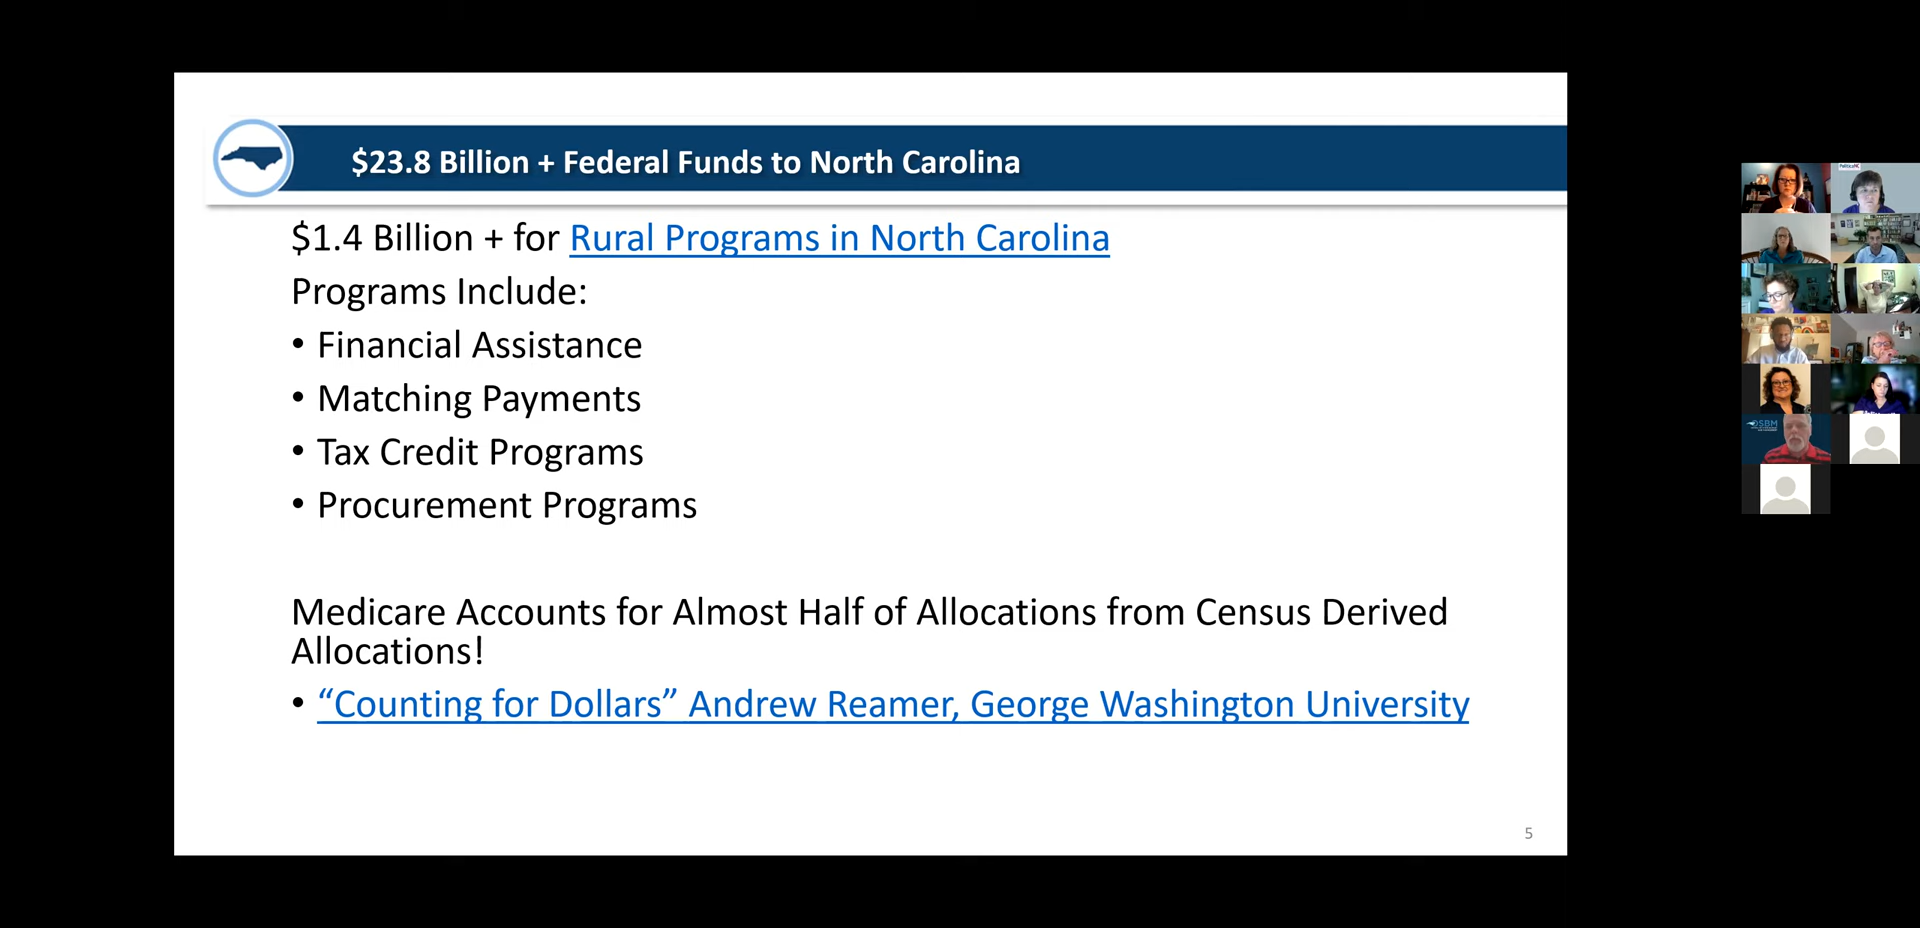 $23.8 Billion + Federal Funds to North Carolina
$1.4 Billion + for Rural Programs in North Carolina
Programs Include:
• Financial Assistance
• Matching Payments
• Tax Credit Programs
• Procurement Programs
Medicare Accounts for Almost Half of Allocations from Census Derived
Allocations!
• “Counting for Dollars” Andrew Reamer, George Washington University
5
PoliticsNC
OSBM